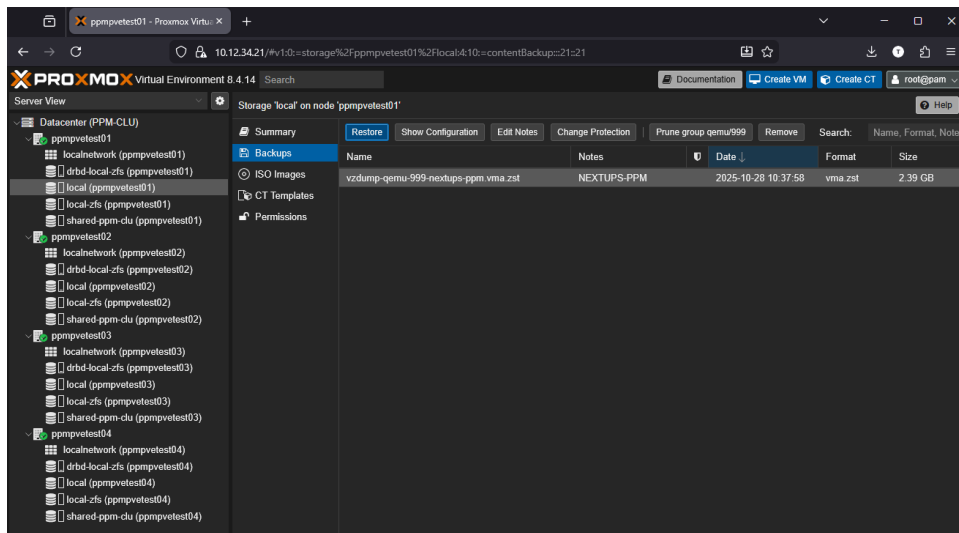 ppmpvetest01 - Proxmox Virtu
10.12.34.21/#v1:0:=storage%2Fppmpvetest01%2Flocal:4:10:=contentBackup:::21::21
T
PROXMOX Virtual Environment 8.4.14 Search Documentation Create VM Create CT root@pam
Server View
Storage 'local' on node 'ppmpvetest01' Help
Datacenter (PPM-CLU)
ppmpvetest01
localnetwork (ppmpvetest01)
drbd-local-zfs (ppmpvetest01)
local (ppmpvetest01)
local-zfs (ppmpvetest01)
shared-ppm-clu (ppmpvetest01)
ppmpvetest02
localnetwork (ppmpvetest02)
drbd-local-zfs (ppmpvetest02)
local (ppmpvetest02)
local-zfs (ppmpvetest02)
shared-ppm-clu (ppmpvetest02)
ppmpvetest03
localnetwork (ppmpvetest03)
drbd-local-zfs (ppmpvetest03)
local (ppmpvetest03)
local-zfs (ppmpvetest03)
shared-ppm-clu (ppmpvetest03)
ppmpvetest04
localnetwork (ppmpvetest04)
drbd-local-zfs (ppmpvetest04)
local (ppmpvetest04)
local-zfs (ppmpvetest04)
shared-ppm-clu (ppmpvetest04)
Summary
Backups
ISO Images
CT Templates
Permissions
Restore Show Configuration Edit Notes Change Protection Prune group qemu/999 Remove Search: Name, Format, Note
Name Notes Date Format Size
vzdump-qemu-999-nextups-ppm.vma.zst NEXTUPS-PPM 2025-10-28 10:37:58 vma.zst 2.39 GB